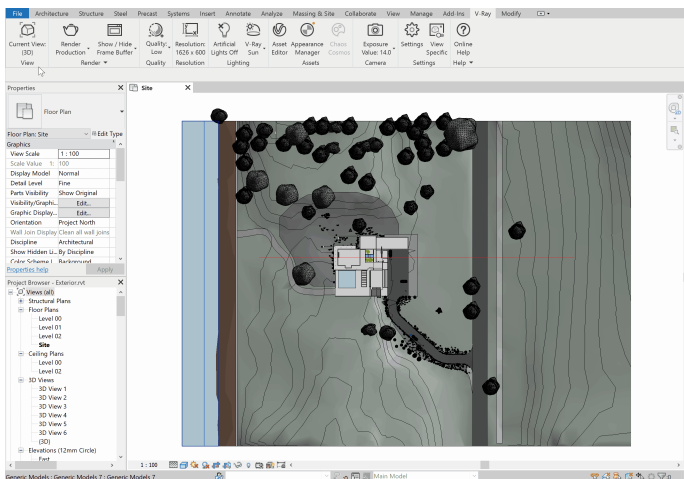 File Architecture Structure Steel Precast Systems Insert Annotate Analyze Massing & Site Collaborate View Manage Add-Ins V-Ray Modify
Current View: Render Show / Hide Quality: Resolution: Artificial V-Ray Asset Appearance Chaos Exposure Settings View Online
(3D) Production Frame Buffer Low 1626 x 600 Lights Off Sun Editor Manager Cosmos Value: 14.0 Specific Help
View Render Quality Resolution Lighting Assets Camera Settings Help
Properties X Site X
Floor Plan
Floor Plan: Site Edit Type
Graphics
View Scale 1 : 100
Scale Value 1: 100
Display Model Normal
Detail Level Fine
Parts Visibility Show Original
Visibility/Graphi... Edit...
Graphic Display... Edit...
Orientation Project North
Wall Join Display Clean all wall joins
Discipline Architectural
Show Hidden Li... By Discipline
Color Scheme L... Background
Properties help Apply
Project Browser - Exterior.rvt X
Views (all)
Structural Plans
Floor Plans
Level 00
Level 01
Level 02
Site
Ceiling Plans
Level 00
Level 02
3D Views
3D View 1
3D View 2
3D View 3
3D View 4
3D View 5
3D View 6
(3D)
Elevations (12mm Circle)
East
1 : 100
Generic Models : Generic Models 7 : Generic Models 7 Main Model